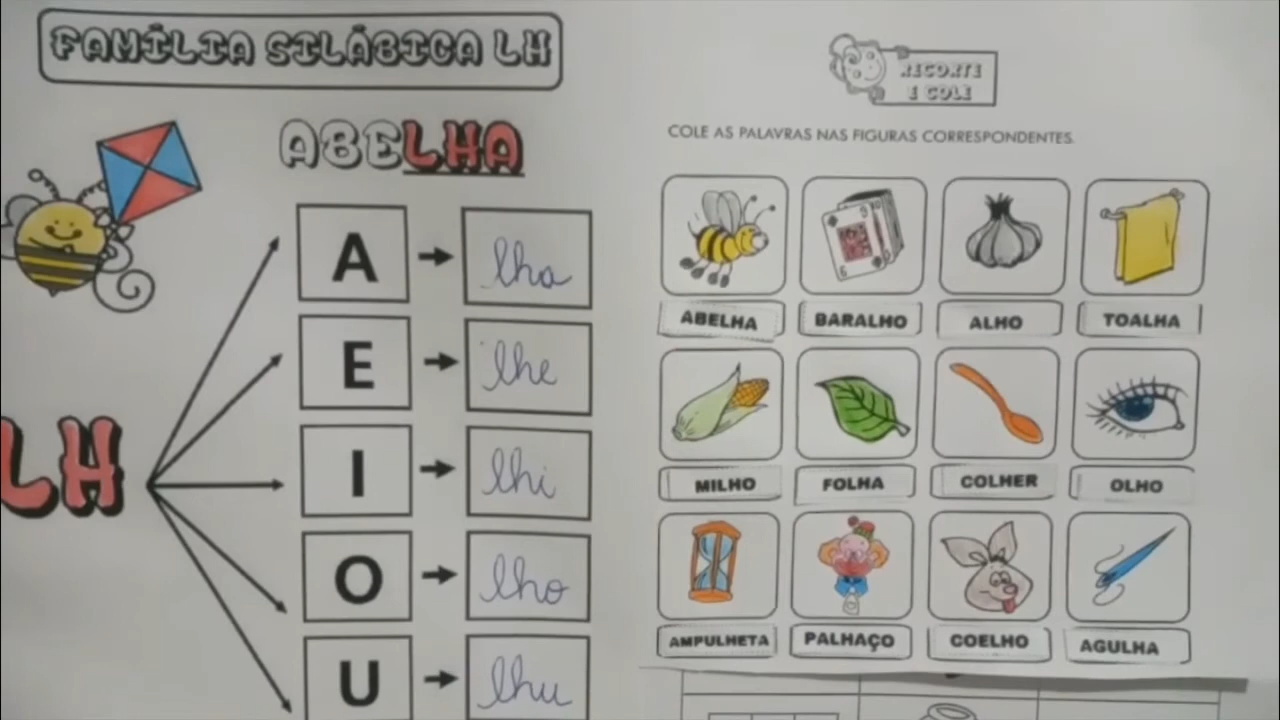 FAMÍLIA SILÁBICA LH
ABELHA
LH
A lha
E lhe
I lhi
O lho
U lhu
RECORTE
E COLE
COLE AS PALAVRAS NAS FIGURAS CORRESPONDENTES.
ABELHA BARALHO ALHO TOALHA
MILHO FOLHA COLHER OLHO
AMPULHETA PALHAÇO COELHO AGULHA